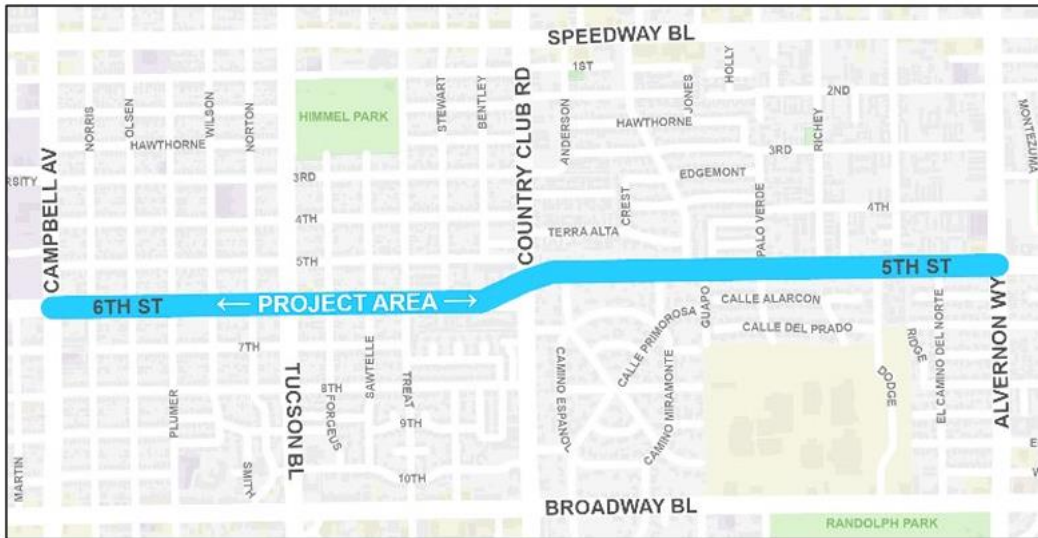 SPEEDWAY BL
1ST
HOLLY
JONES
2ND
NORRIS
OLSEN
WILSON
NORTON
HIMMEL PARK
STEWART
BENTLEY
COUNTRY CLUB RD
ANDERSON
HAWTHORNE
RICHEY
MONTEZUMA
HAWTHORNE
3RD
EDGEMONT
RSITY
CAMPBELL AV
3RD
CREST
PALO VERDE
4TH
4TH
TERRA ALTA
5TH
5TH ST
6TH ST
← PROJECT AREA →
GUAPO
CALLE ALARCON
ALVERNON WY
CALLE PRIMOROSA
CALLE DEL PRADO
RIDGE
EL CAMINO DEL NORTE
7TH
TUCSON BL
SAWTELLE
CAMINO ESPANOL
CAMINO MIRAMONTE
DODGE
8TH
TREAT
PLUMER
FORGEUS
9TH
MARTIN
SMITH
10TH
E
W
BROADWAY BL
RANDOLPH PARK